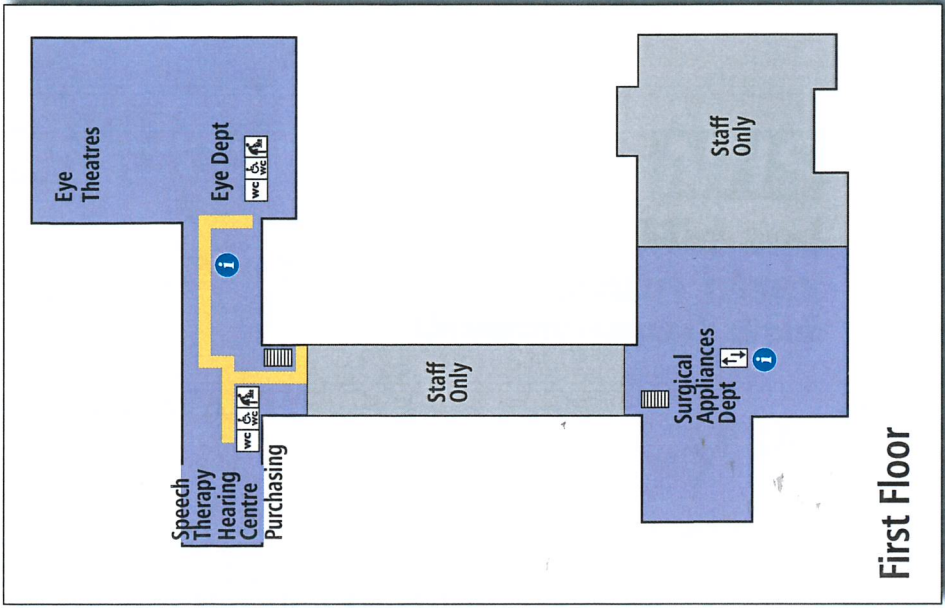 Eye
Theatres
Speech
Therapy
Hearing
Centre
Purchasing
Eye Dept
wc wc
i
wc wc
Staff
Only
Surgical
Appliances
Dept
i
Staff
Only
First Floor